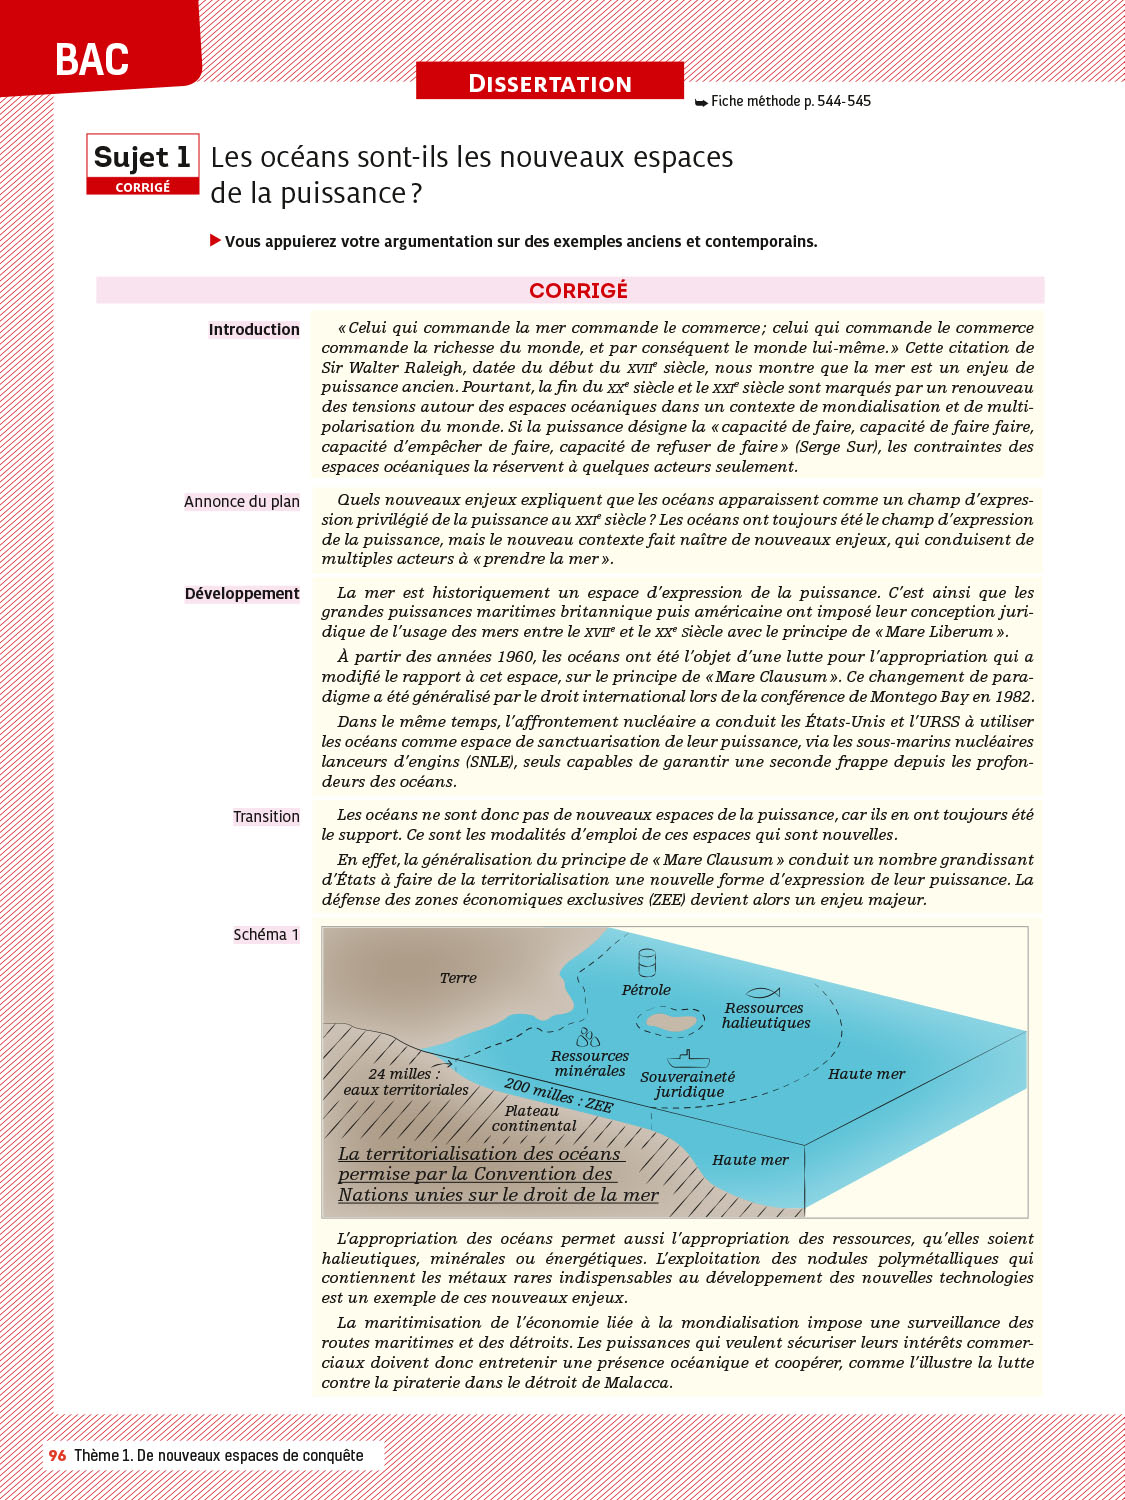 BAC
DISSERTATION
➥ Fiche méthode p. 544-545
Sujet 1
CORRIGÉ
Les océans sont-ils les nouveaux espaces
de la puissance ?
▶ Vous appuierez votre argumentation sur des exemples anciens et contemporains.
CORRIGÉ
Introduction
« Celui qui commande la mer commande le commerce ; celui qui commande le commerce
commande la richesse du monde, et par conséquent le monde lui-même. » Cette citation de
Sir Walter Raleigh, datée du début du XVIIe siècle, nous montre que la mer est un enjeu de
puissance ancien. Pourtant, la fin du XXe siècle et le XXIe siècle sont marqués par un renouveau
des tensions autour des espaces océaniques dans un contexte de mondialisation et de multi-
polarisation du monde. Si la puissance désigne la « capacité de faire, capacité de faire faire,
capacité d'empêcher de faire, capacité de refuser de faire » (Serge Sur), les contraintes des
espaces océaniques la réservent à quelques acteurs seulement.
Annonce du plan
Quels nouveaux enjeux expliquent que les océans apparaissent comme un champ d'expres-
sion privilégié de la puissance au XXIe siècle ? Les océans ont toujours été le champ d'expression
de la puissance, mais le nouveau contexte fait naître de nouveaux enjeux, qui conduisent de
multiples acteurs à « prendre la mer ».
Développement
La mer est historiquement un espace d'expression de la puissance. C'est ainsi que les
grandes puissances maritimes britannique puis américaine ont imposé leur conception juri-
dique de l'usage des mers entre le XVIIe et le XXe siècle avec le principe de « Mare Liberum ».
À partir des années 1960, les océans ont été l'objet d'une lutte pour l'appropriation qui a
modifié le rapport à cet espace, sur le principe de « Mare Clausum ». Ce changement de para-
digme a été généralisé par le droit international lors de la conférence de Montego Bay en 1982.
Dans le même temps, l'affrontement nucléaire a conduit les États-Unis et l'URSS à utiliser
les océans comme espace de sanctuarisation de leur puissance, via les sous-marins nucléaires
lanceurs d'engins (SNLE), seuls capables de garantir une seconde frappe depuis les profon-
deurs des océans.
Transition
Les océans ne sont donc pas de nouveaux espaces de la puissance, car ils en ont toujours été
le support. Ce sont les modalités d'emploi de ces espaces qui sont nouvelles.
En effet, la généralisation du principe de « Mare Clausum » conduit un nombre grandissant
d'États à faire de la territorialisation une nouvelle forme d'expression de leur puissance. La
défense des zones économiques exclusives (ZEE) devient alors un enjeu majeur.
Schéma 1
Terre
Pétrole
Ressources
halieutiques
Ressources
minérales
Souveraineté
juridique
Haute mer
24 milles :
eaux territoriales
200 milles : ZEE
Plateau
continental
Haute mer
La territorialisation des océans
permise par la Convention des
Nations unies sur le droit de la mer
L'appropriation des océans permet aussi l'appropriation des ressources, qu'elles soient
halieutiques, minérales ou énergétiques. L'exploitation des nodules polymétalliques qui
contiennent les métaux rares indispensables au développement des nouvelles technologies
est un exemple de ces nouveaux enjeux.
La maritimisation de l'économie liée à la mondialisation impose une surveillance des
routes maritimes et des détroits. Les puissances qui veulent sécuriser leurs intérêts commer-
ciaux doivent donc entretenir une présence océanique et coopérer, comme l'illustre la lutte
contre la piraterie dans le détroit de Malacca.
96 Thème 1. De nouveaux espaces de conquête